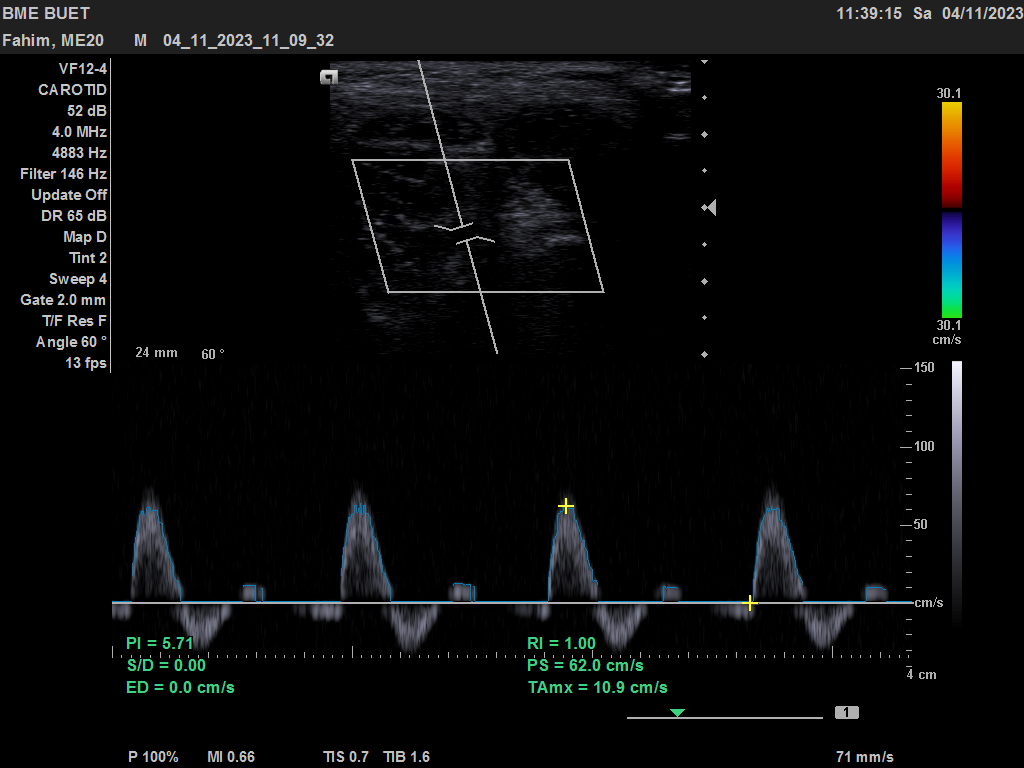 BME BUET 11:39:15 Sa 04/11/2023
Fahim, ME20 M 04_11_2023_11_09_32
VF12-4
CAROTID
52 dB
4.0 MHz
4883 Hz
Filter 146 Hz
Update Off
DR 65 dB
Map D
Tint 2
Sweep 4
Gate 2.0 mm
T/F Res F
Angle 60 °
13 fps
24 mm 60 °
30.1
30.1
cm/s
150
100
50
cm/s
4 cm
PI = 5.71
S/D = 0.00
ED = 0.0 cm/s
RI = 1.00
PS = 62.0 cm/s
TAmx = 10.9 cm/s
1
P 100% MI 0.66 TIS 0.7 TIB 1.6 71 mm/s